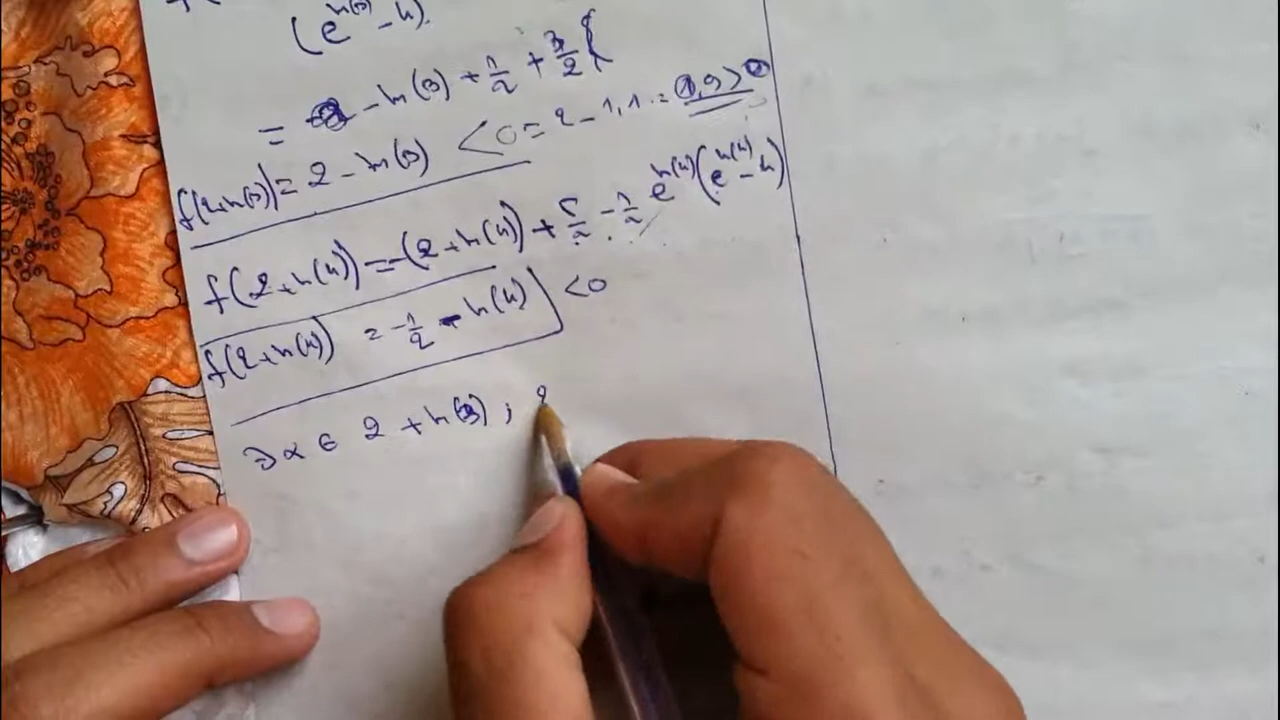 (e^ln(3) - 4)
= - ln(3) + 1/2 + 3/2
f(2+ln(3)) = 2 - ln(3) < 0 = 2 - 1,1 = 0,9 > 0
f(2+ln(4)) = -(2+ln(4)) + 5/2 - 1/2 e^ln(4) (e^ln(4) - 4)
f(2+ln(4)) = -1/2 - ln(4) < 0
∃ α ∈ 2 + ln(3) ; 2